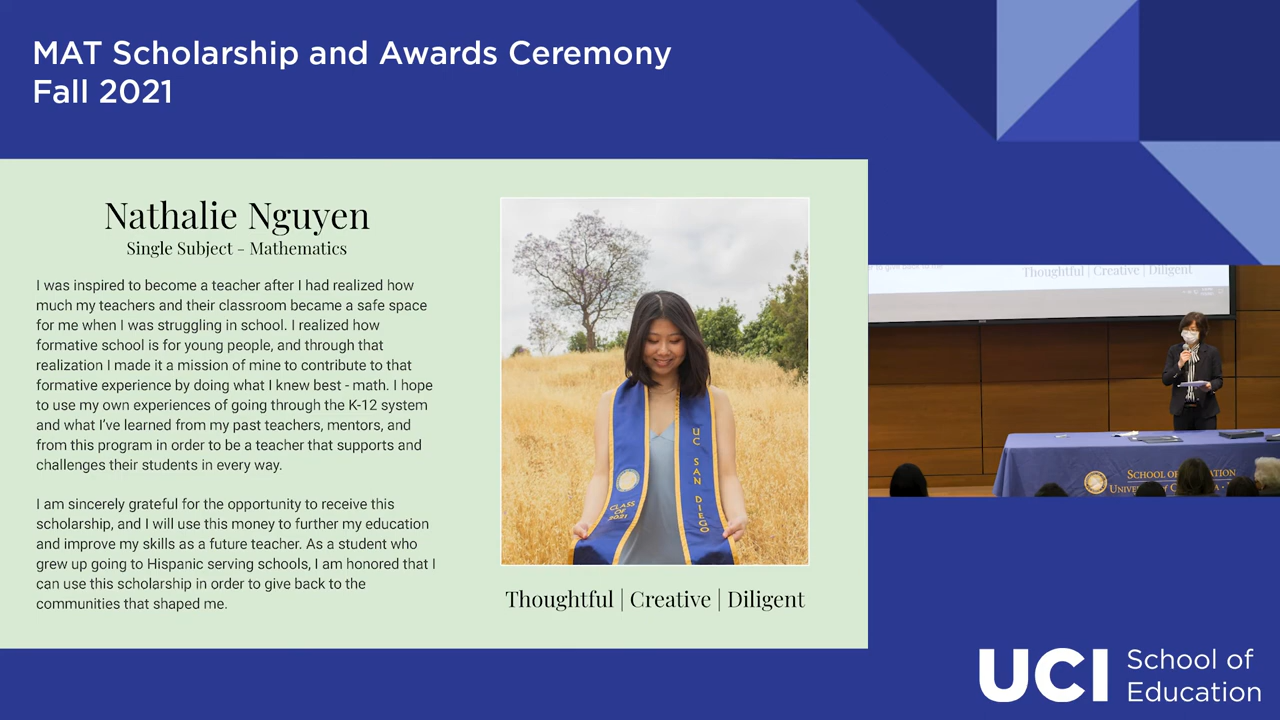 MAT Scholarship and Awards Ceremony
Fall 2021
Nathalie Nguyen
Single Subject - Mathematics
I was inspired to become a teacher after I had realized how
much my teachers and their classroom became a safe space
for me when I was struggling in school. I realized how
formative school is for young people, and through that
realization I made it a mission of mine to contribute to that
formative experience by doing what I knew best - math. I hope
to use my own experiences of going through the K-12 system
and what I've learned from my past teachers, mentors, and
from this program in order to be a teacher that supports and
challenges their students in every way.
I am sincerely grateful for the opportunity to receive this
scholarship, and I will use this money to further my education
and improve my skills as a future teacher. As a student who
grew up going to Hispanic serving schools, I am honored that I
can use this scholarship in order to give back to the
communities that shaped me.
CLASS
OF
2021
UC SAN DIEGO
Thoughtful | Creative | Diligent
to give back to the
Thoughtful | Creative | Diligent
SCHOOL OF
UCI School of
Education